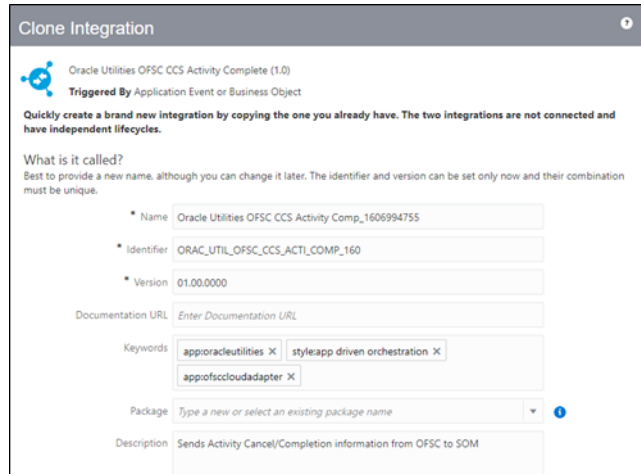 Clone Integration
Oracle Utilities OFSC CCS Activity Complete (1.0)
Triggered By Application Event or Business Object
Quickly create a brand new integration by copying the one you already have. The two integrations are not connected and
have independent lifecycles.
What is it called?
Best to provide a new name, although you can change it later. The identifier and version can be set only now and their combination
must be unique.
* Name Oracle Utilities OFSC CCS Activity Comp_1606994755
* Identifier ORAC_UTIL_OFSC_CCS_ACTI_COMP_160
* Version 01.00.0000
Documentation URL Enter Documentation URL
Keywords app:oracleutilities × style:app driven orchestration ×
app:ofsccloudadapter ×
Package Type a new or select an existing package name
Description Sends Activity Cancel/Completion information from OFSC to SOM